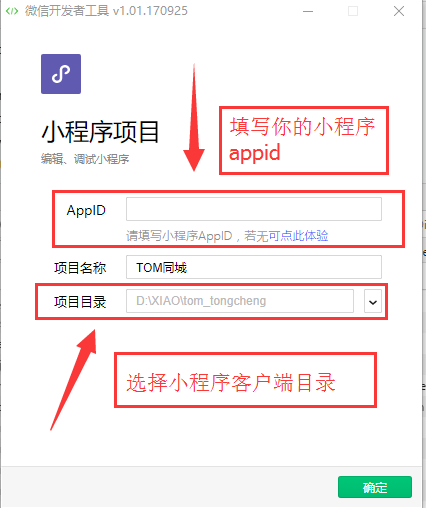 微信开发者工具 v1.01.170925
小程序项目
编辑、调试小程序
填写你的小程序
appid
AppID
请填写小程序AppID，若无可点此体验
项目名称 TOM同域
项目目录 D:\XIAO\tom_tongcheng
选择小程序客户端目录
确定